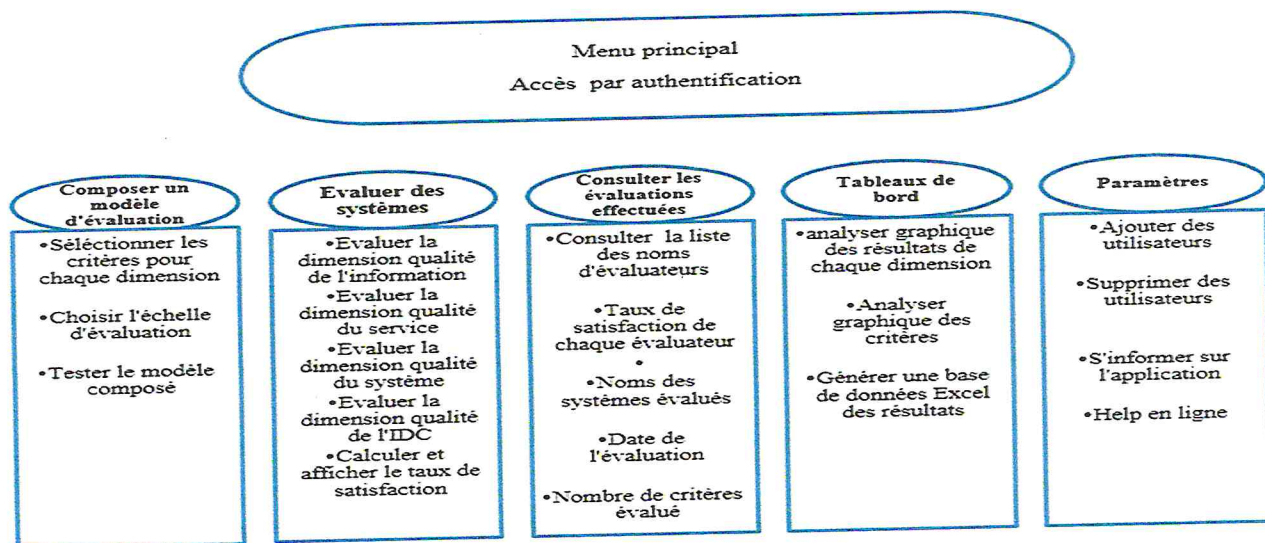 Menu principal
Accès par authentification
Composer un
modèle
d'évaluation
•Séléctionner les
critères pour
chaque dimension
•Choisir l'échelle
d'évaluation
•Tester le modèle
composé
Evaluer des
systèmes
•Evaluer la
dimension qualité
de l'information
•Evaluer la
dimension qualité
du service
•Evaluer la
dimension qualité
du système
•Evaluer la
dimension qualité
de l'IDC
•Calculer et
afficher le taux de
satisfaction
Consulter les
évaluations
effectuées
•Consulter la liste
des noms
d'évaluateurs
•Taux de
satisfaction de
chaque évaluateur
•
•Noms des
systèmes évalués
•Date de
l'évaluation
•Nombre de critères
évalué
Tableaux de
bord
•analyser graphique
des résultats de
chaque dimension
•Analyser
graphique des
critères
•Générer une base
de données Excel
des résultats
Paramètres
•Ajouter des
utilisateurs
•Supprimer des
utilisateurs
•S'informer sur
l'application
•Help en ligne